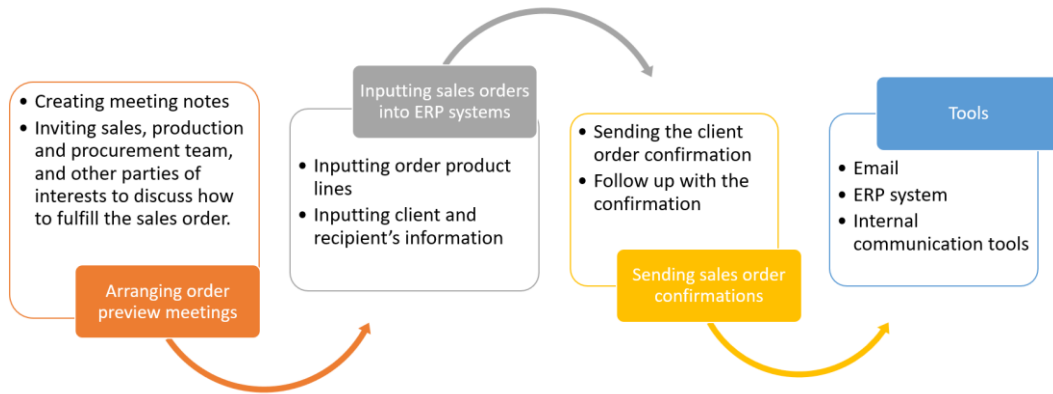 • Creating meeting notes
• Inviting sales, production
and procurement team,
and other parties of
interests to discuss how
to fulfill the sales order.
Arranging order
preview meetings
Inputting sales orders
into ERP systems
• Inputting order product
lines
• Inputting client and
recipient’s information
• Sending the client
order confirmation
• Follow up with the
confirmation
Sending sales order
confirmations
Tools
• Email
• ERP system
• Internal
communication tools